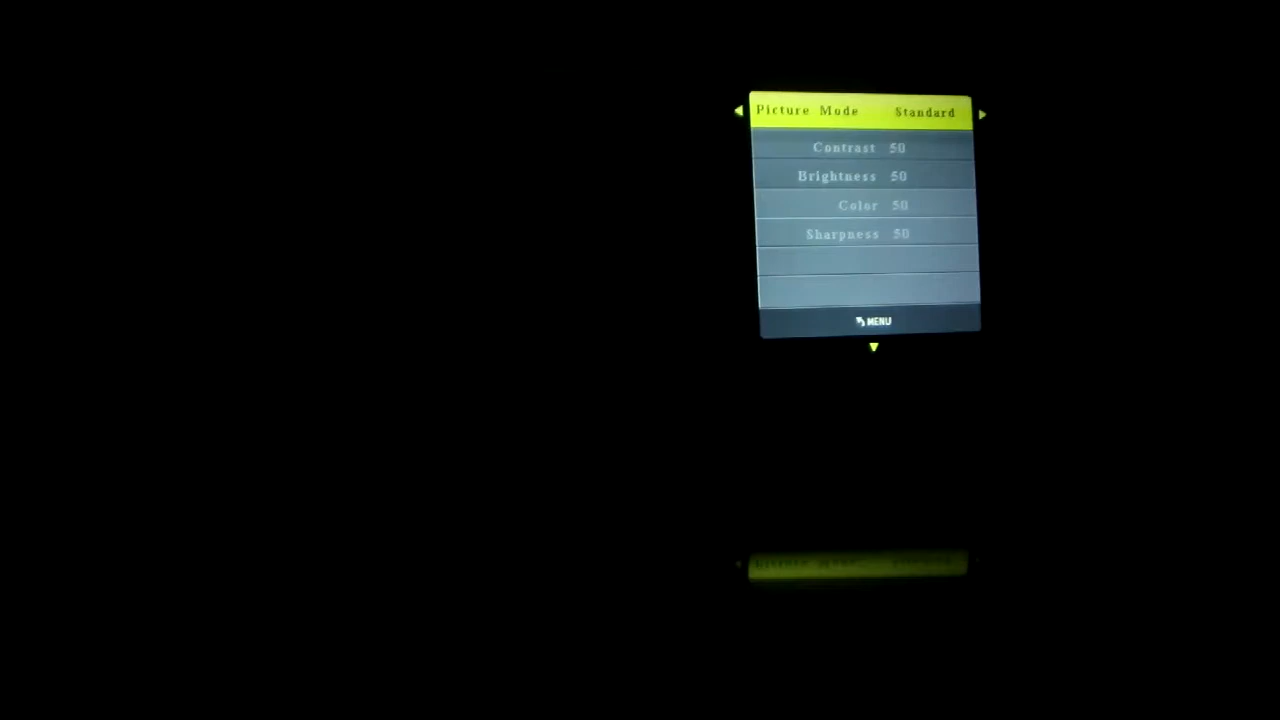 Picture Mode Standard
Contrast 50
Brightness 50
Color 50
Sharpness 50
MENU